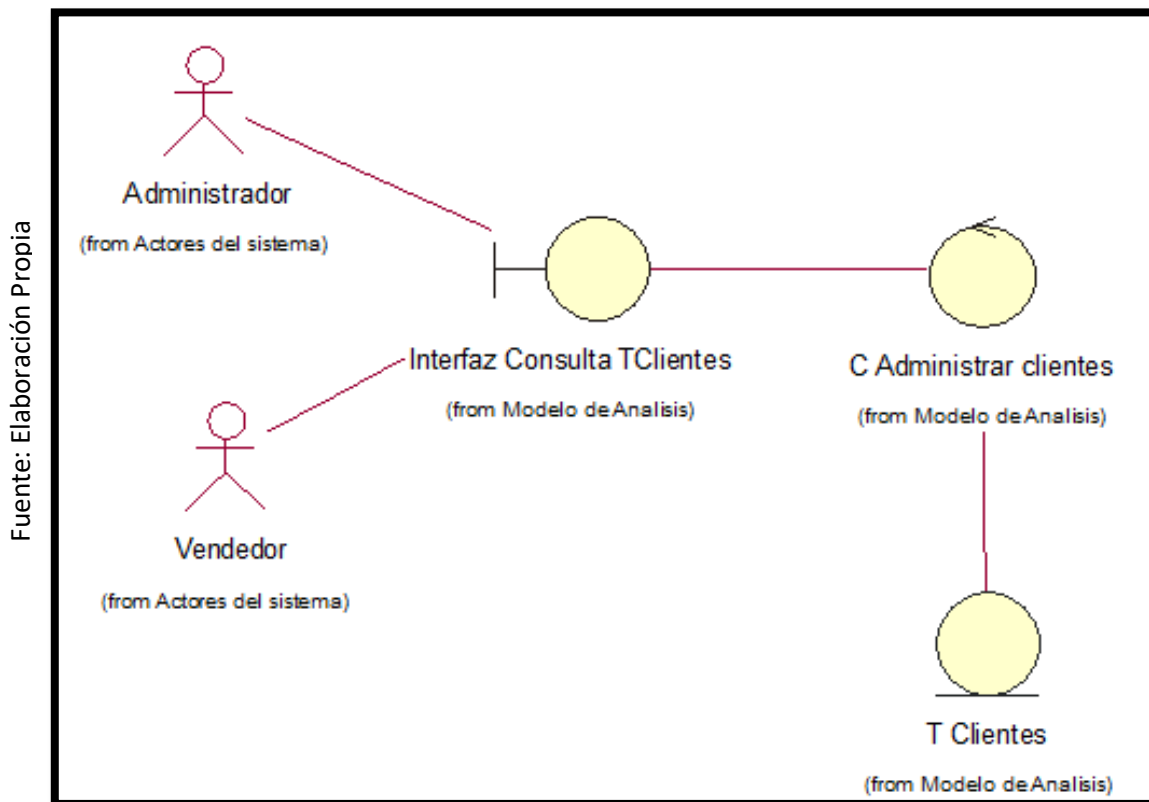 Fuente: Elaboración Propia
Administrador
(from Actores del sistema)
Interfaz Consulta TClientes
(from Modelo de Analisis)
C Administrar clientes
(from Modelo de Analisis)
Vendedor
(from Actores del sistema)
T Clientes
(from Modelo de Analisis)